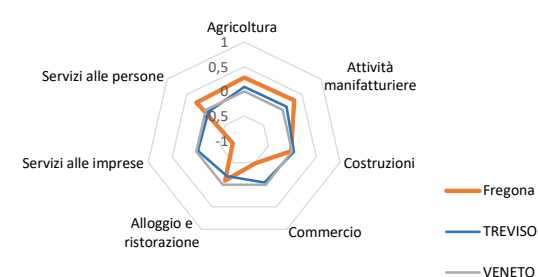 Agricoltura
1
0,5
0
-0,5
-1
Attività
manifatturiere
Costruzioni
Commercio
Alloggio e
ristorazione
Servizi alle imprese
Servizi alle persone
Fregona
TREVISO
VENETO